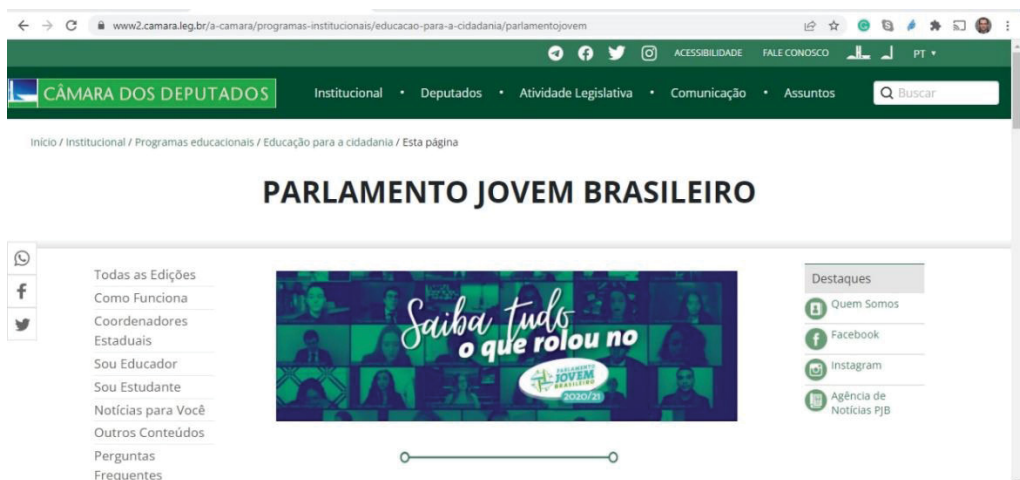 www2.camara.leg.br/a-camara/programas-institucionais/educacao-para-a-cidadania/parlamentojovem
ACESSIBILIDADE FALE CONOSCO PT
CÂMARA DOS DEPUTADOS Institucional • Deputados • Atividade Legislativa • Comunicação • Assuntos Buscar
Início / Institucional / Programas educacionais / Educação para a cidadania / Esta página
PARLAMENTO JOVEM BRASILEIRO
Todas as Edições
Como Funciona
Coordenadores
Estaduais
Sou Educador
Sou Estudante
Notícias para Você
Outros Conteúdos
Perguntas
Frequentes
Saiba tudo
o que rolou no
PARLAMENTO
JOVEM
BRASILEIRO
2020/21
Destaques
Quem Somos
Facebook
Instagram
Agência de
Notícias PJB